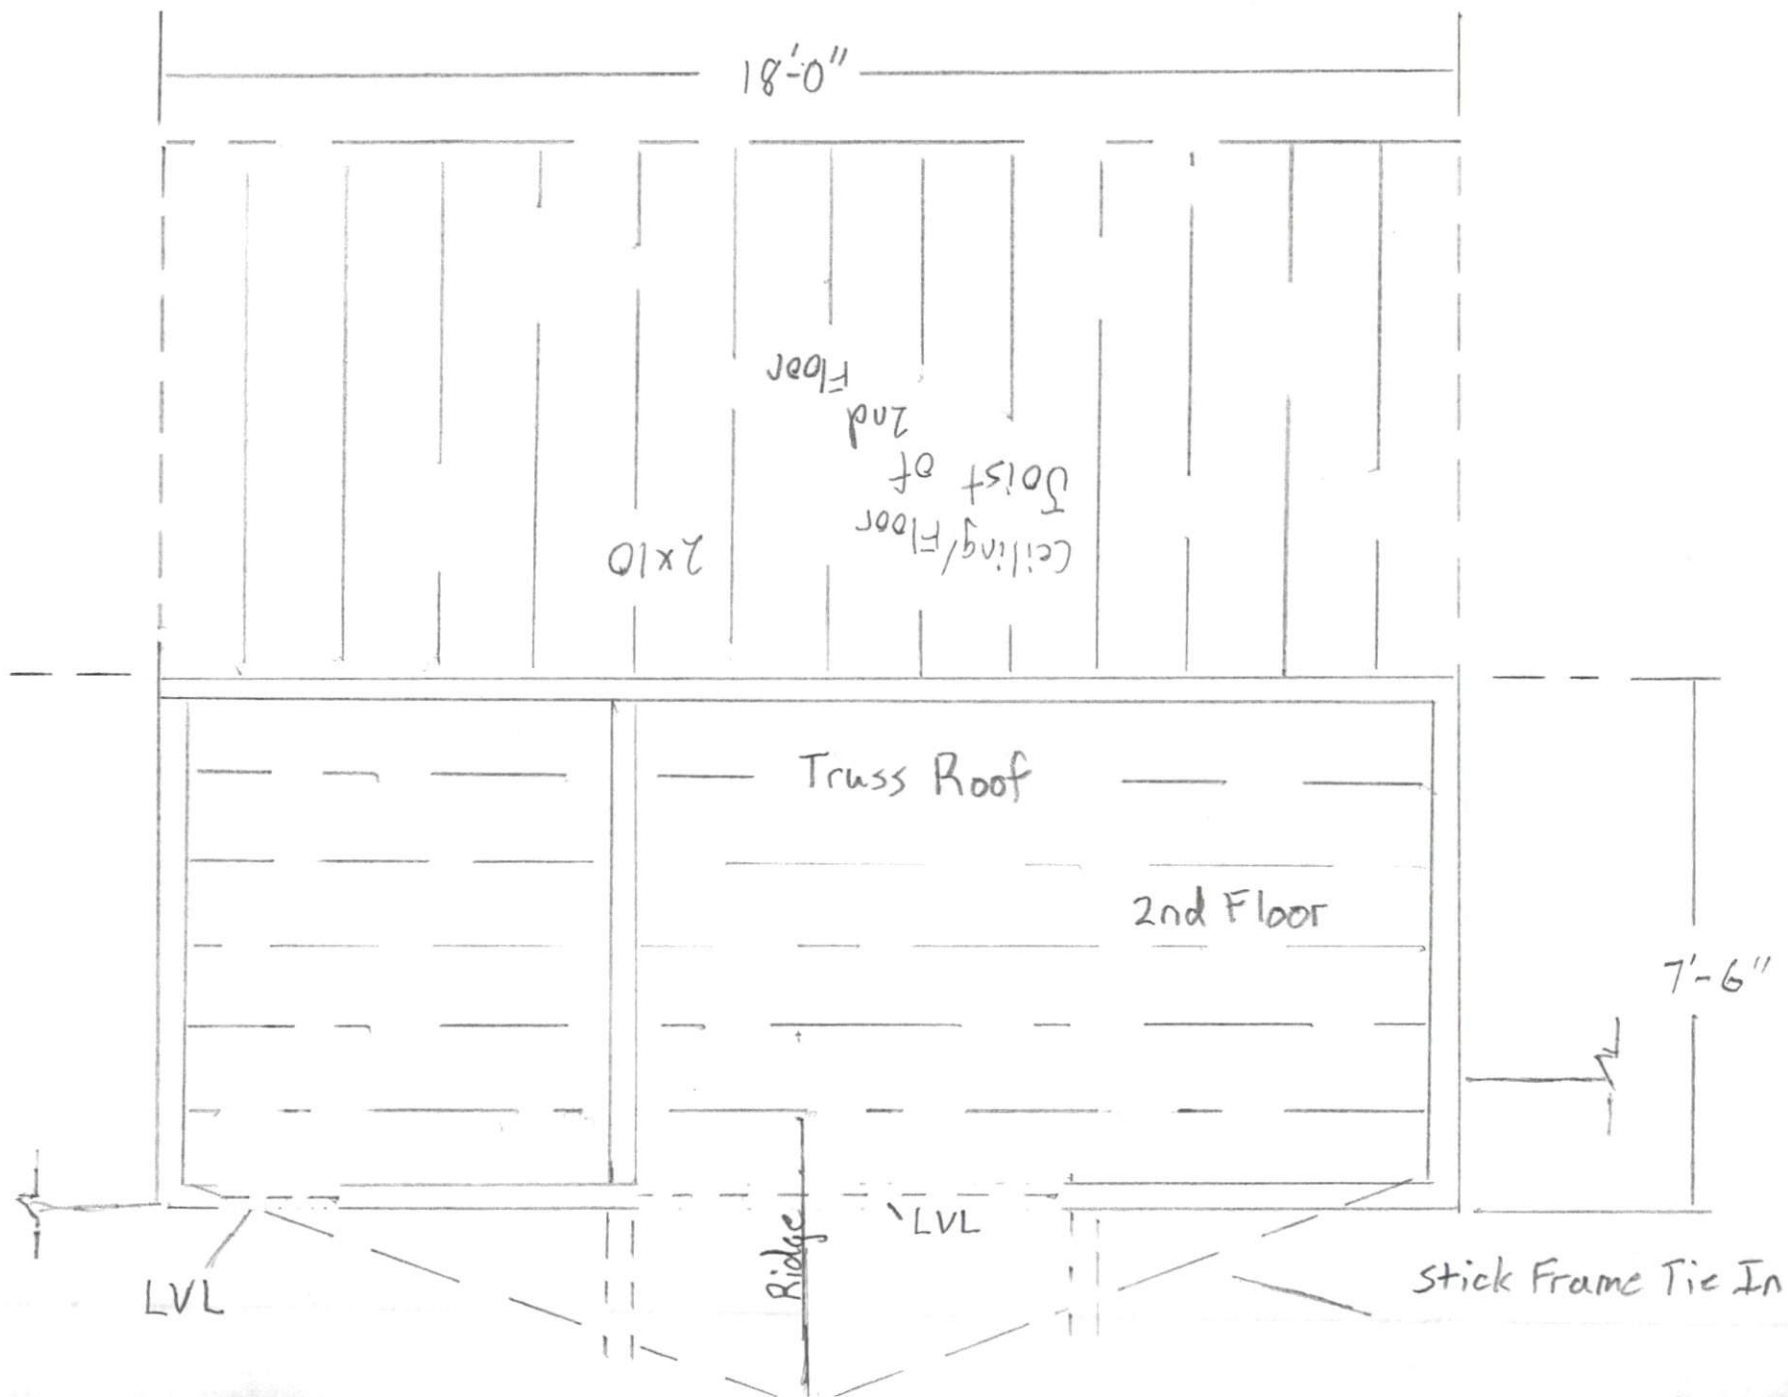 18'-0"
Ceiling/Floor
Joist of
2nd
Floor
2x10
Truss Roof
2nd Floor
7'-6"
LVL
Ridge
LVL
Stick Frame Tie In